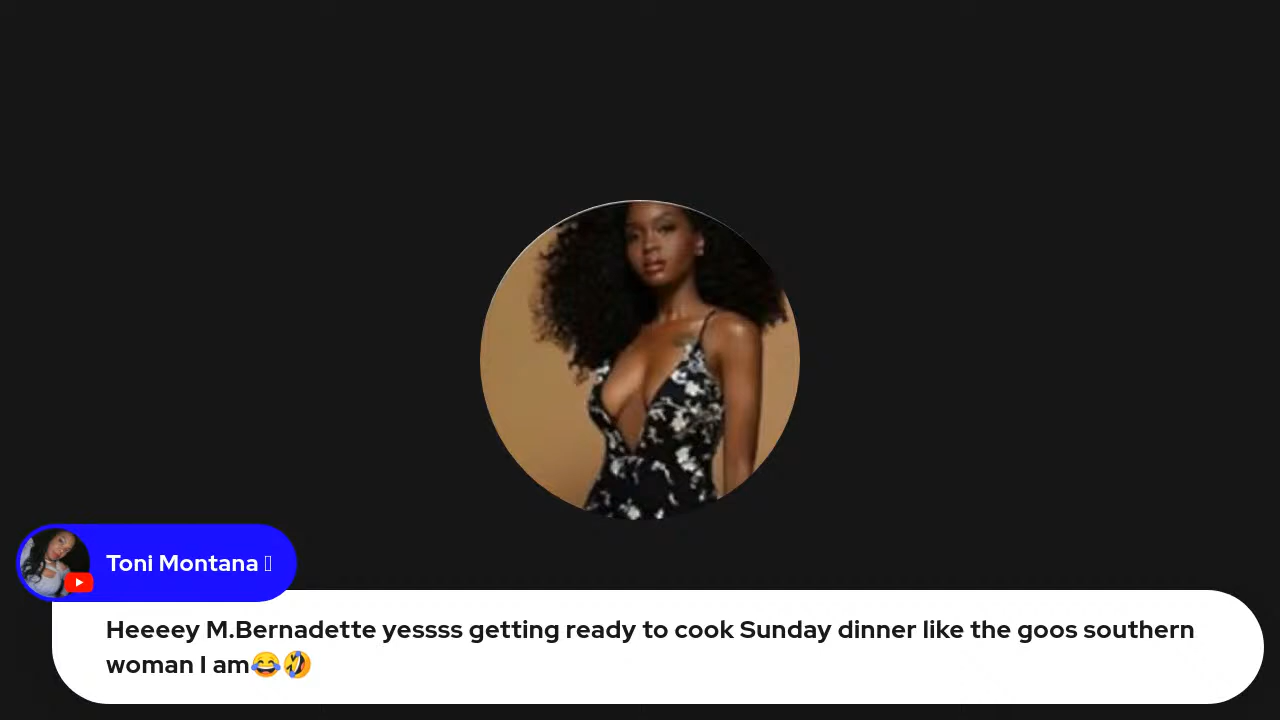 Toni Montana
Heeeey M.Bernadette yessss getting ready to cook Sunday dinner like the goos southern
woman I am😂🤣